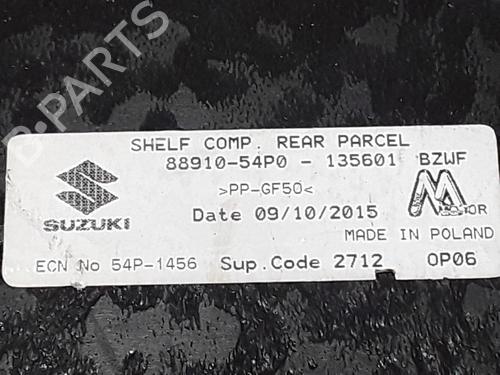 B-PARTS
SHELF COMP. REAR PARCEL
88910-54P0 - 135601 BZWF
>PP-GF50<
SUZUKI
Date 09/10/2015
MADE IN POLAND
ECN No 54P-1456 Sup.Code 2712 OP06